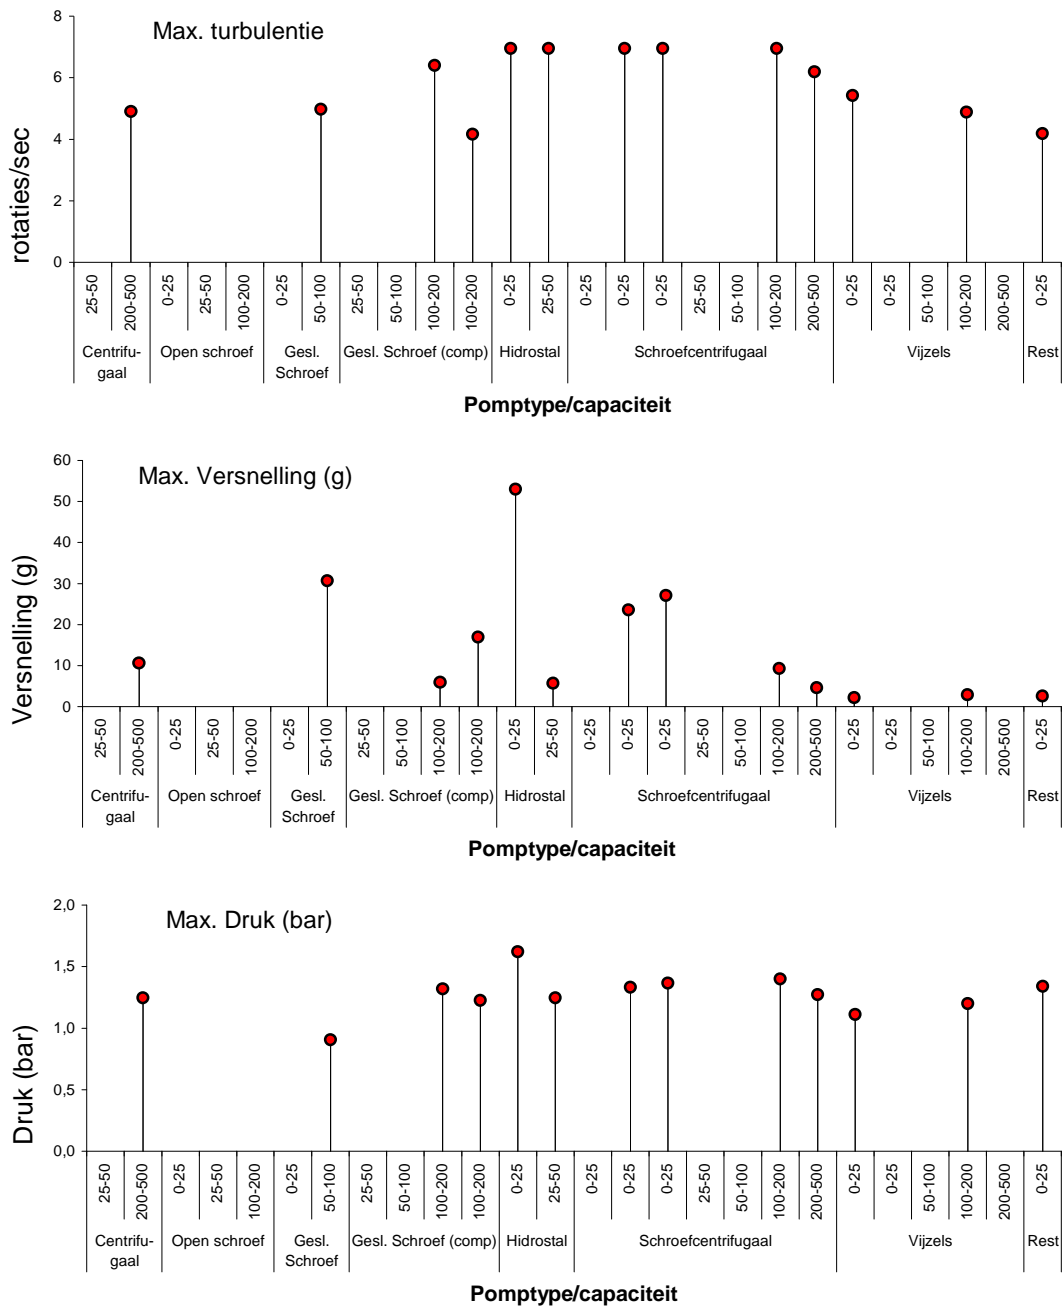 Max. turbulentie
rotaties/sec
8
6
4
2
0
25-50 200-500 0-25 25-50 100-200 0-25 50-100 25-50 50-100 100-200 100-200 0-25 25-50 0-25 0-25 0-25 25-50 50-100 100-200 200-500 0-25 0-25 50-100 100-200 200-500 0-25
Centrifu- Open schroef Gesl. Gesl. Schroef (comp) Hidrostal Schroefcentrifugaal Vijzels Rest
gaal Schroef
Pomptype/capaciteit
Max. Versnelling (g)
Versnelling (g)
60
50
40
30
20
10
0
25-50 200-500 0-25 25-50 100-200 0-25 50-100 25-50 50-100 100-200 100-200 0-25 25-50 0-25 0-25 0-25 25-50 50-100 100-200 200-500 0-25 0-25 50-100 100-200 200-500 0-25
Centrifu- Open schroef Gesl. Gesl. Schroef (comp) Hidrostal Schroefcentrifugaal Vijzels Rest
gaal Schroef
Pomptype/capaciteit
Max. Druk (bar)
Druk (bar)
2,0
1,5
1,0
0,5
0,0
25-50 200-500 0-25 25-50 100-200 0-25 50-100 25-50 50-100 100-200 100-200 0-25 25-50 0-25 0-25 0-25 25-50 50-100 100-200 200-500 0-25 0-25 50-100 100-200 200-500 0-25
Centrifu- Open schroef Gesl. Gesl. Schroef (comp) Hidrostal Schroefcentrifugaal Vijzels Rest
gaal Schroef
Pomptype/capaciteit